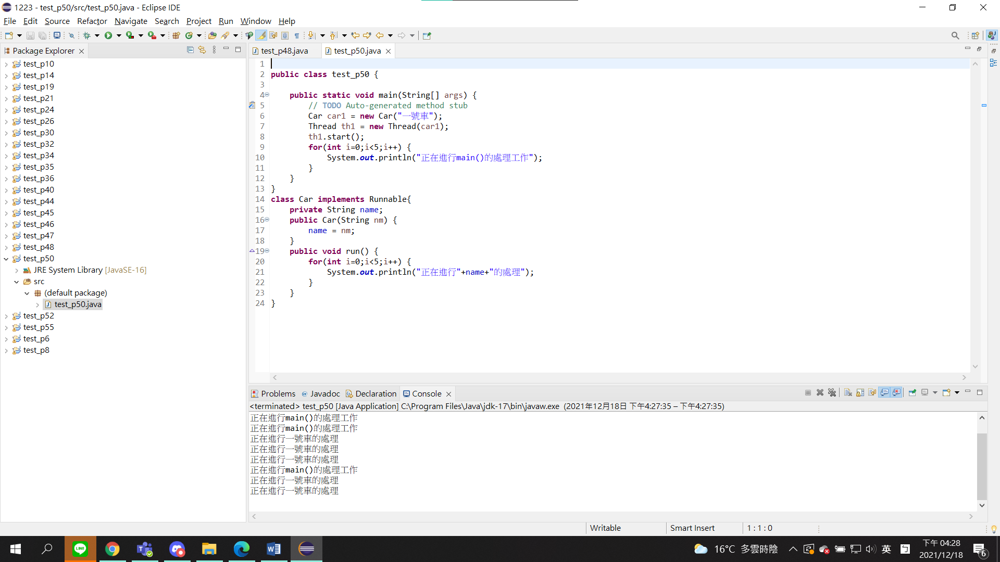 1223 - test_p50/src/test_p50.java - Eclipse IDE
File Edit Source Refactor Navigate Search Project Run Window Help
Package Explorer
test_p48.java test_p50.java
test_p10
test_p14
test_p19
test_p21
test_p24
test_p26
test_p30
test_p32
test_p34
test_p35
test_p36
test_p40
test_p44
test_p45
test_p46
test_p47
test_p48
test_p50
JRE System Library [JavaSE-16]
src
(default package)
test_p50.java
test_p52
test_p55
test_p6
test_p8
1
2 public class test_p50 {
3
4 public static void main(String[] args) {
5 // TODO Auto-generated method stub
6 Car car1 = new Car("一號車");
7 Thread th1 = new Thread(car1);
8 th1.start();
9 for(int i=0;i<5;i++) {
10 System.out.println("正在進行main()的處理工作");
11 }
12 }
13 }
14 class Car implements Runnable{
15 private String name;
16 public Car(String nm) {
17 name = nm;
18 }
19 public void run() {
20 for(int i=0;i<5;i++) {
21 System.out.println("正在進行"+name+"的處理");
22 }
23 }
24 }
Problems @ Javadoc Declaration Console
<terminated> test_p50 [Java Application] C:\Program Files\Java\jdk-17\bin\javaw.exe (2021年12月18日 下午4:27:35 – 下午4:27:35)
正在進行main()的處理工作
正在進行main()的處理工作
正在進行一號車的處理
正在進行一號車的處理
正在進行一號車的處理
正在進行main()的處理工作
正在進行一號車的處理
正在進行一號車的處理
Writable Smart Insert 1 : 1 : 0
LINE
16°C 多雲時陰
英
下午 04:28
2021/12/18
6